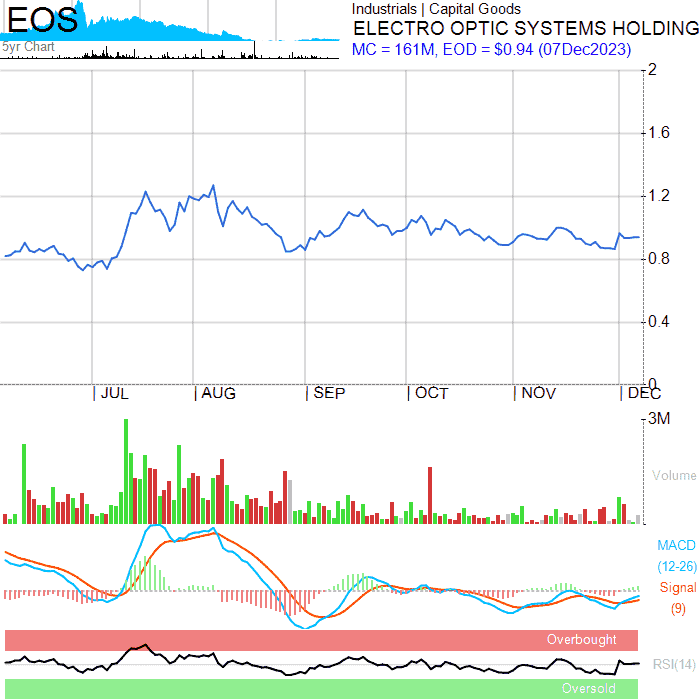 EOS
5yr Chart
Industrials | Capital Goods
ELECTRO OPTIC SYSTEMS HOLDING
MC = 161M, EOD = $0.94 (07Dec2023)
2
1.6
1.2
0.8
0.4
0
JUL AUG SEP OCT NOV DEC
3M
Volume
MACD
(12-26)
Signal
(9)
Overbought
RSI(14)
Oversold